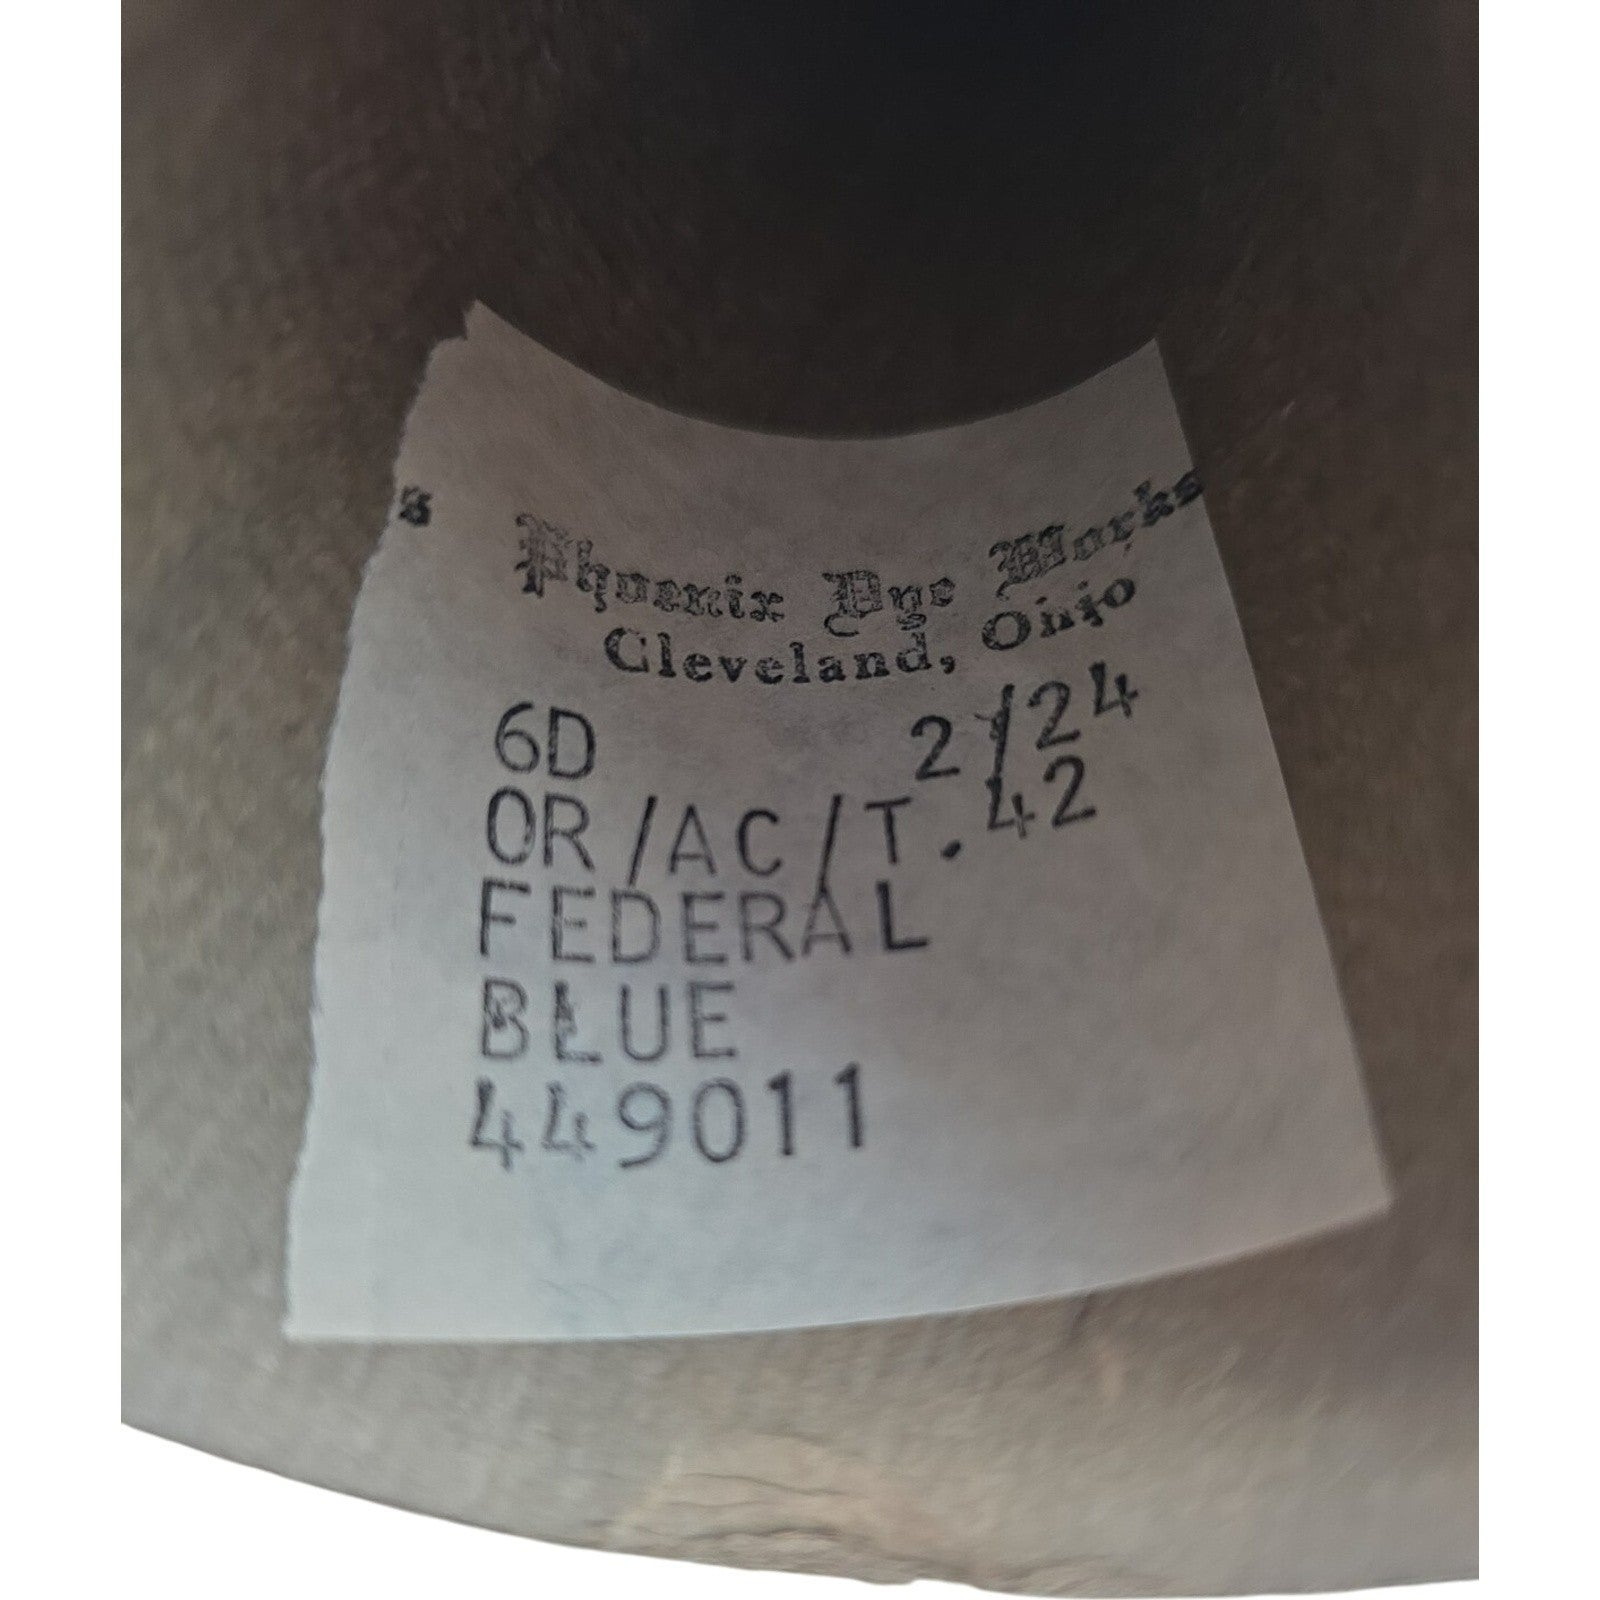 s Phoenix Dye Works
Cleveland, Ohio
6D 2/24
OR/AC/T.42
FEDERAL
BLUE
449011